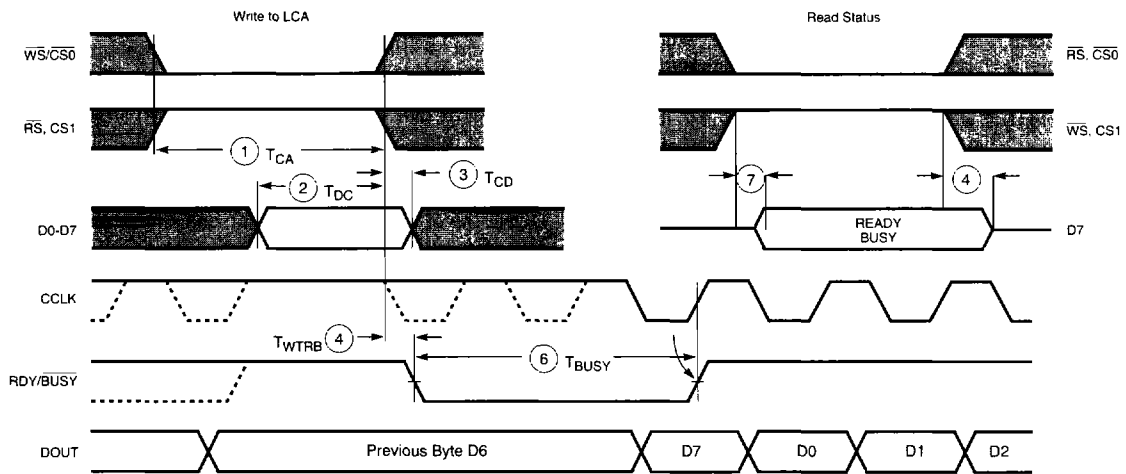 Write to LCA
Read Status
WS/CS0
RS, CS0
RS, CS1
WS, CS1
1 TCA
2 TDC
3 TCD
7
4
D0-D7
READY
BUSY
D7
CCLK
TWTRB 4
6 TBUSY
RDY/BUSY
DOUT
Previous Byte D6
D7
D0
D1
D2